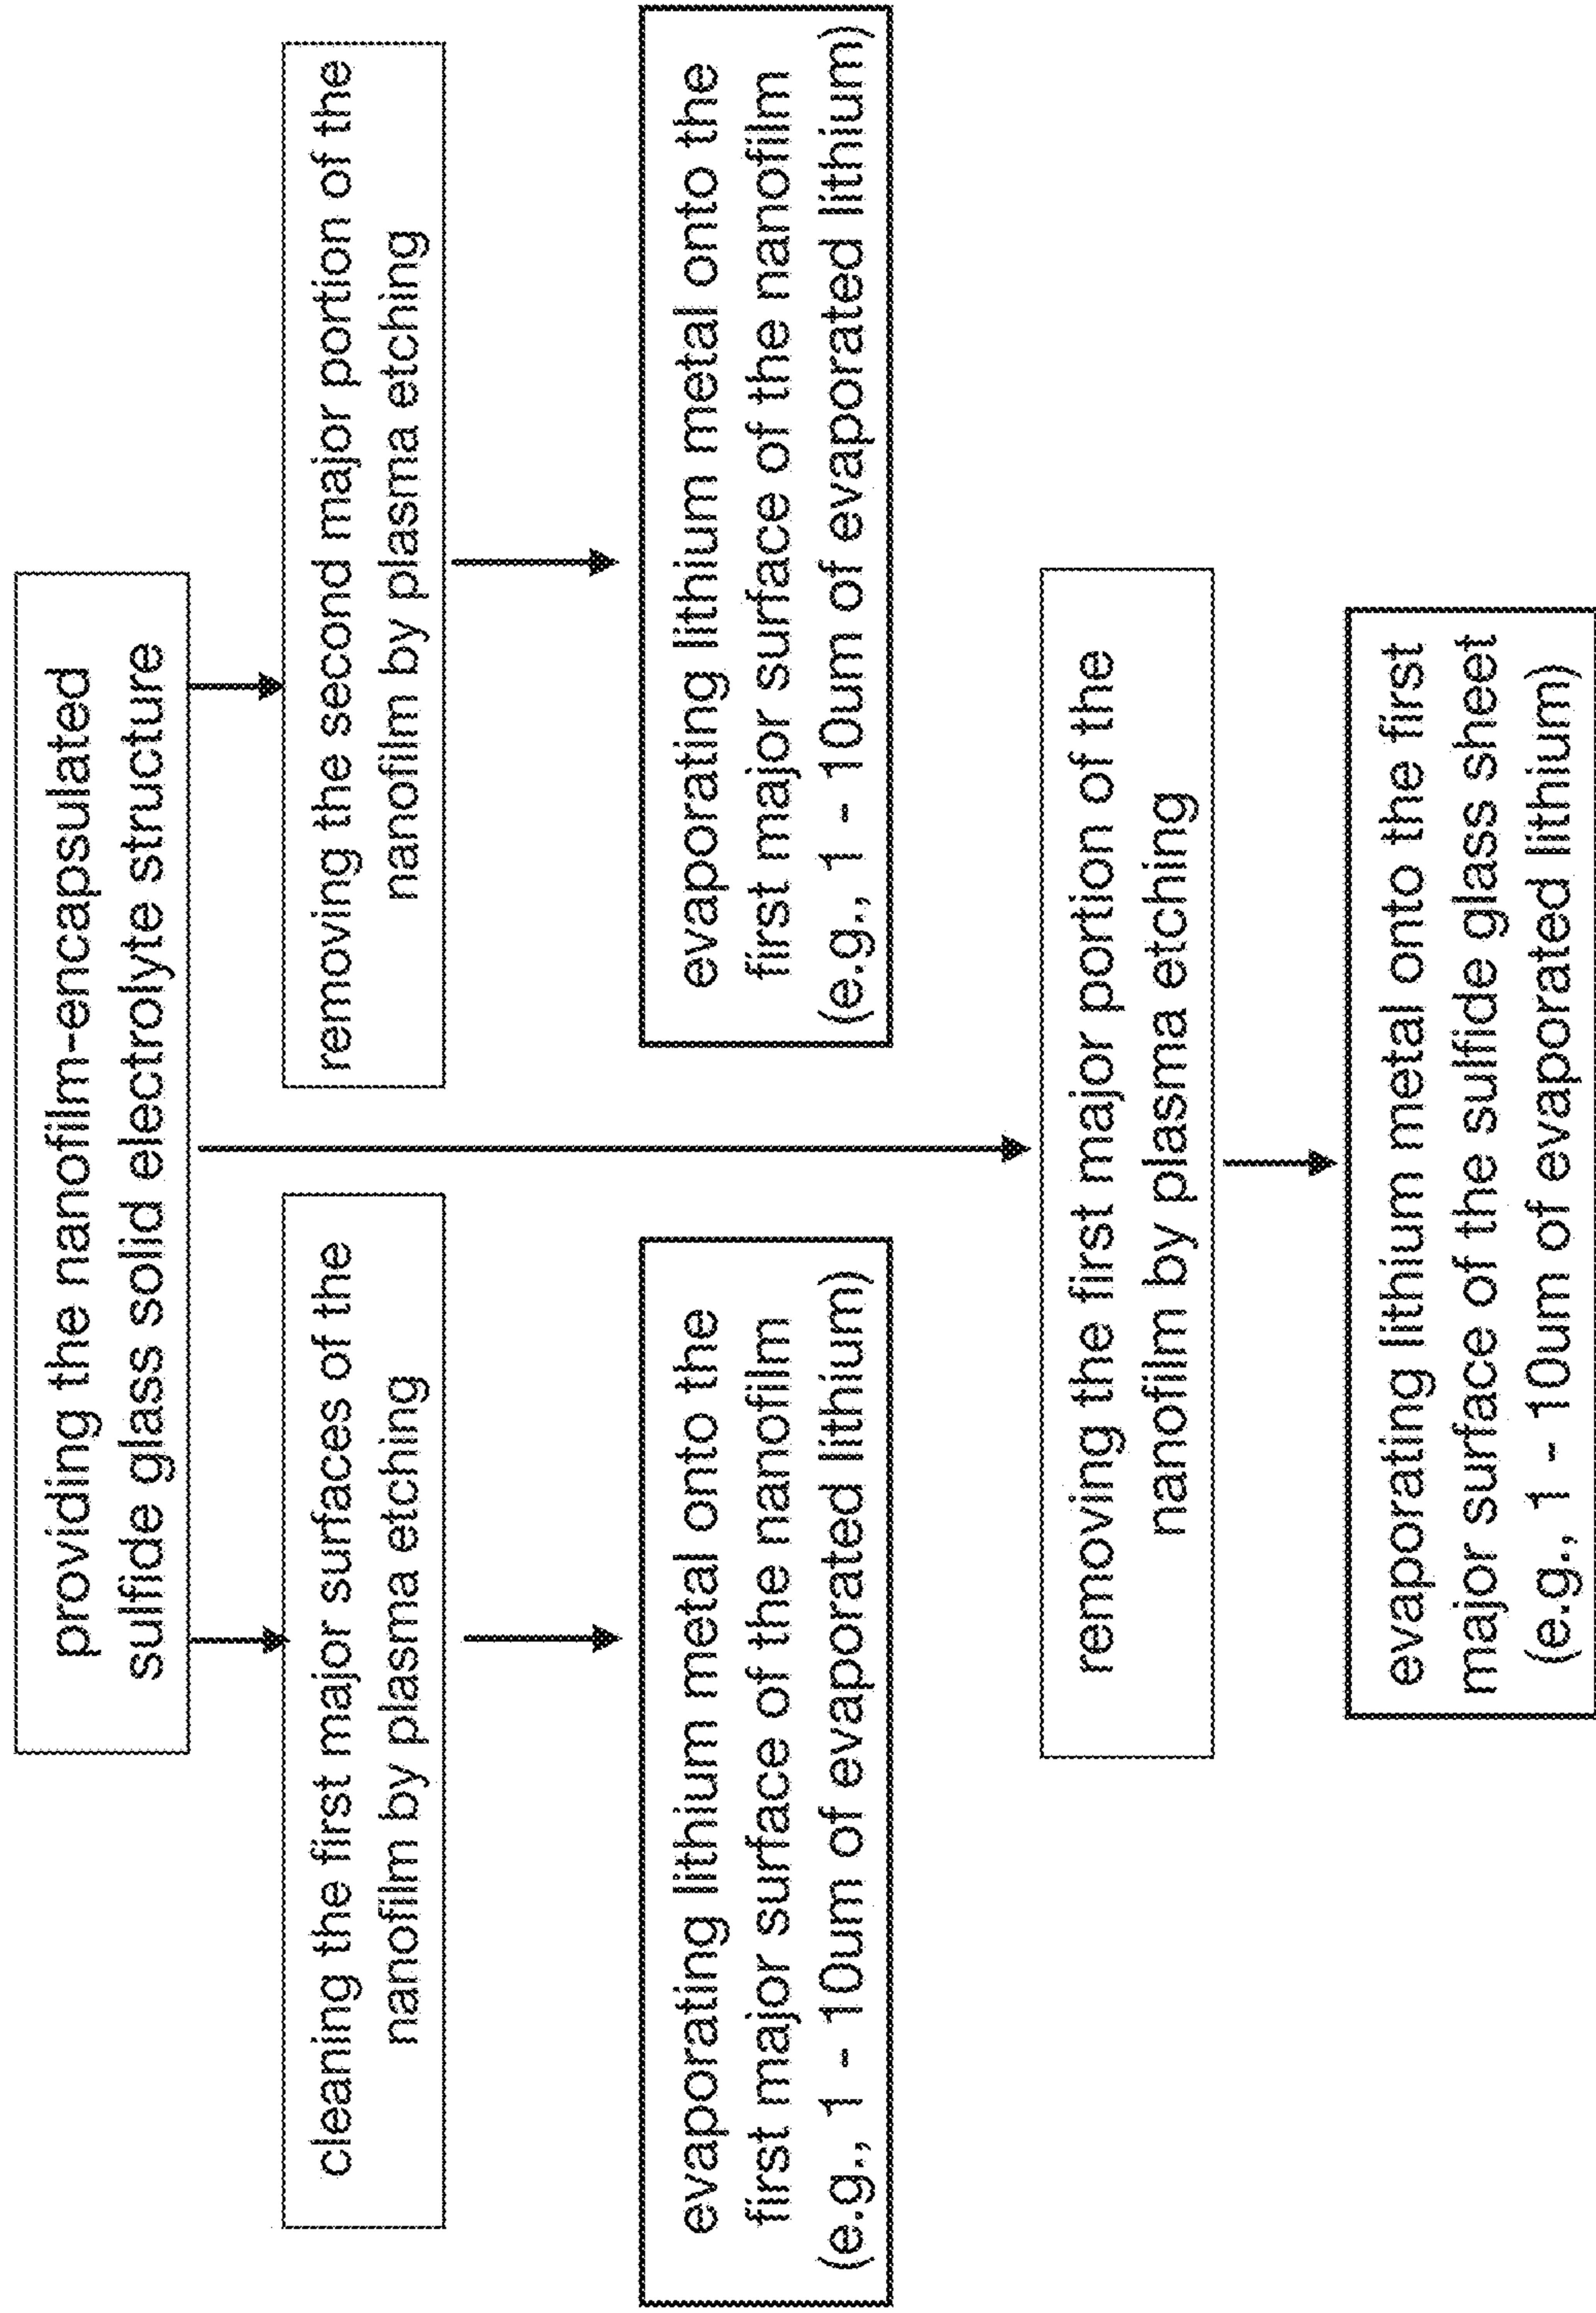 providing the nanofilm-encapsulated
sulfide glass solid electrolyte structure
cleaning the first major surfaces of the
nanofilm by plasma etching
removing the second major portion of the
nanofilm by plasma etching
evaporating lithium metal onto the
first major surface of the nanofilm
(e.g., 1 - 10um of evaporated lithium)
evaporating lithium metal onto the
first major surface of the nanofilm
(e.g., 1 - 10um of evaporated lithium)
removing the first major portion of the
nanofilm by plasma etching
evaporating lithium metal onto the first
major surface of the sulfide glass sheet
(e.g., 1 - 10um of evaporated lithium)